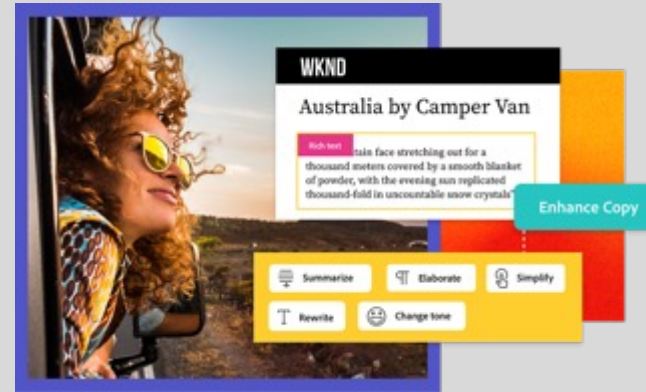 WKND
Australia by Camper Van
Rich text
tain face stretching out for a
thousand meters covered by a smooth blanket
of powder, with the evening sun replicated
thousand-fold in uncountable snow crystals"
Enhance Copy
Summarize
Elaborate
Simplify
Rewrite
Change tone